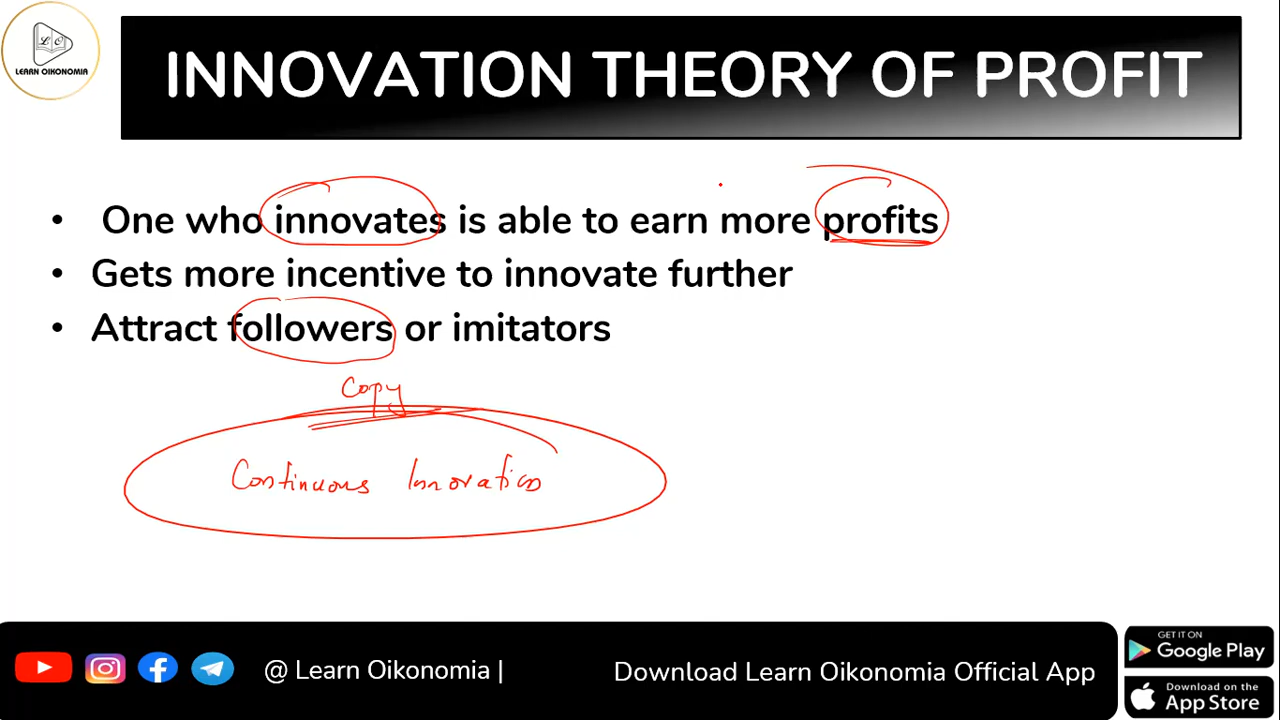 LO
LEARN OIKONOMIA
INNOVATION THEORY OF PROFIT
• One who innovates is able to earn more profits
• Gets more incentive to innovate further
• Attract followers or imitators
Copy
Continuous Innovation
@ Learn Oikonomia |
Download Learn Oikonomia Official App
GET IT ON
Google Play
Download on the
App Store